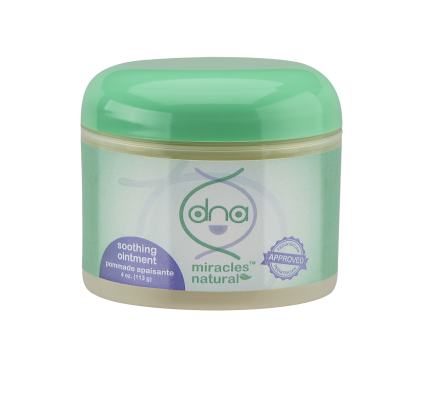 dna
miracles™
natural
soothing
ointment
pommade apaisante
4 oz. (113 g)
APPROVED